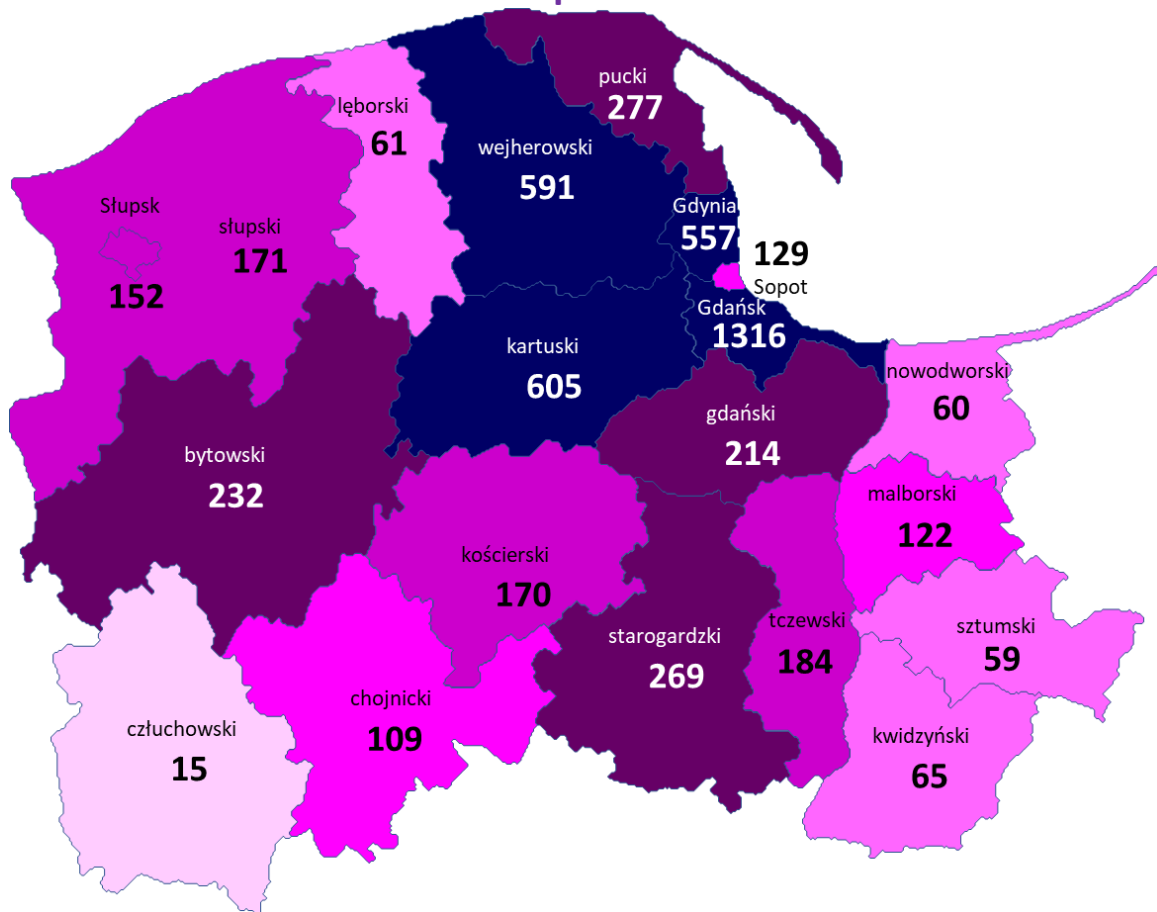 pucki
277
lęborski
61
wejherowski
591
Słupsk
152
słupski
171
Gdynia
557
129
Sopot
Gdańsk
1316
kartuski
605
nowodworski
60
gdański
214
bytowski
232
malborski
122
kościerski
170
starogardzki
269
tczewski
184
sztumski
59
chojnicki
109
człuchowski
15
kwidzyński
65